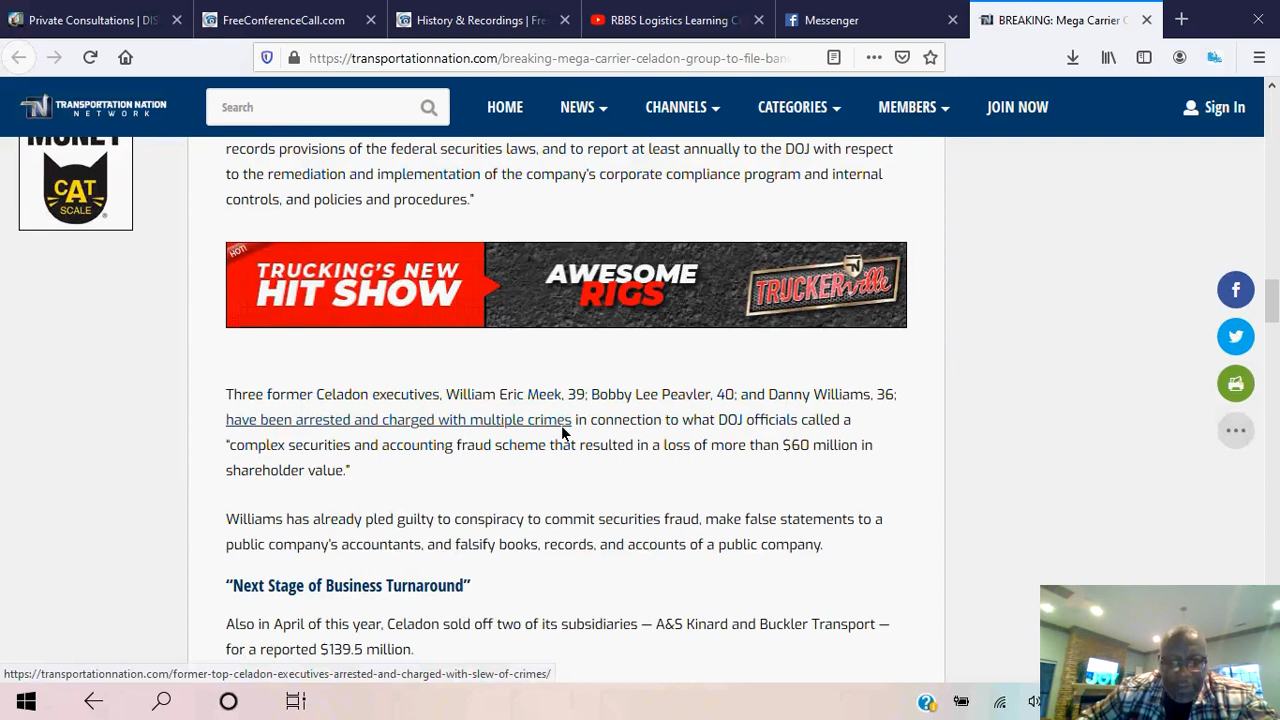 Private Consultations | DIS
FreeConferenceCall.com
History & Recordings | Fre
RBBS Logistics Learning C
Messenger
BREAKING: Mega Carrier C
https://transportationnation.com/breaking-mega-carrier-celadon-group-to-file-ban
TRANSPORTATION NATION
NETWORK
Search
HOME
NEWS
CHANNELS
CATEGORIES
MEMBERS
JOIN NOW
Sign In
MONEY
CAT
SCALE
records provisions of the federal securities laws, and to report at least annually to the DOJ with respect
to the remediation and implementation of the company's corporate compliance program and internal
controls, and policies and procedures."
HOT!
TRUCKING'S NEW
HIT SHOW
AWESOME
RIGS
TRUCKERville
Three former Celadon executives, William Eric Meek, 39; Bobby Lee Peavler, 40; and Danny Williams, 36;
have been arrested and charged with multiple crimes in connection to what DOJ officials called a
“complex securities and accounting fraud scheme that resulted in a loss of more than $60 million in
shareholder value.”
Williams has already pled guilty to conspiracy to commit securities fraud, make false statements to a
public company's accountants, and falsify books, records, and accounts of a public company.
“Next Stage of Business Turnaround”
Also in April of this year, Celadon sold off two of its subsidiaries — A&S Kinard and Buckler Transport —
for a reported $139.5 million.
https://transportationnation.com/former-top-celadon-executives-arrested-and-charged-with-slew-of-crimes/